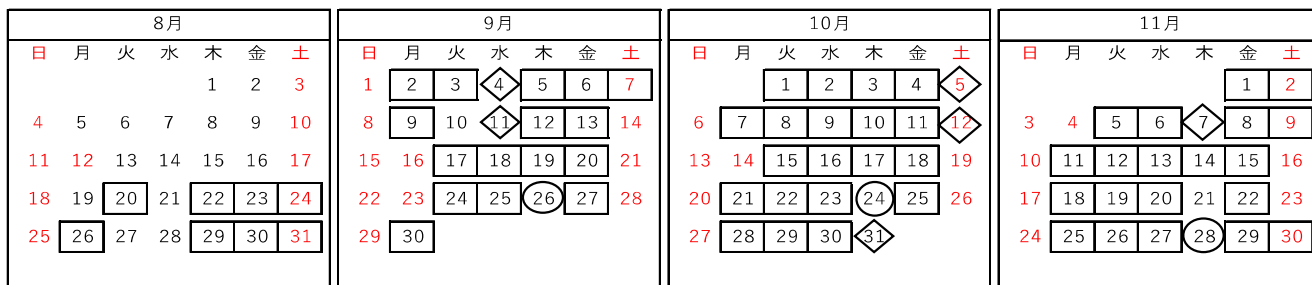 8月
日 月 火 水 木 金 土
1 2 3
4 5 6 7 8 9 10
11 12 13 14 15 16 17
18 19 20 21 22 23 24
25 26 27 28 29 30 31
9月
日 月 火 水 木 金 土
1 2 3 4 5 6 7
8 9 10 11 12 13 14
15 16 17 18 19 20 21
22 23 24 25 26 27 28
29 30
10月
日 月 火 水 木 金 土
1 2 3 4 5
6 7 8 9 10 11 12
13 14 15 16 17 18 19
20 21 22 23 24 25 26
27 28 29 30 31
11月
日 月 火 水 木 金 土
1 2
3 4 5 6 7 8 9
10 11 12 13 14 15 16
17 18 19 20 21 22 23
24 25 26 27 28 29 30